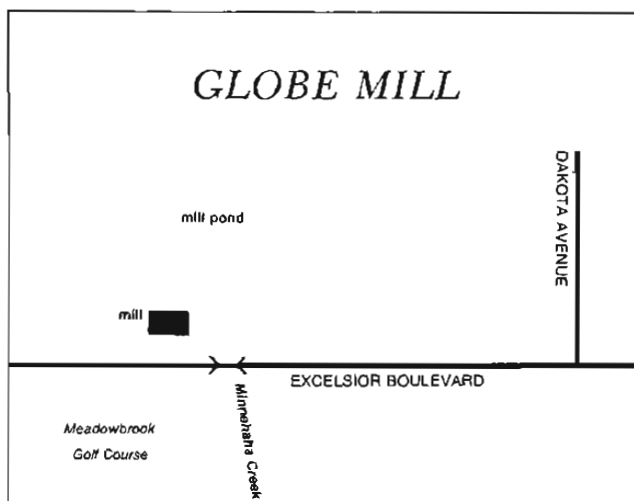 GLOBE MILL
DAKOTA AVENUE
mill pond
mill
EXCELSIOR BOULEVARD
Minnehaha Creek
Meadowbrook
Golf Course